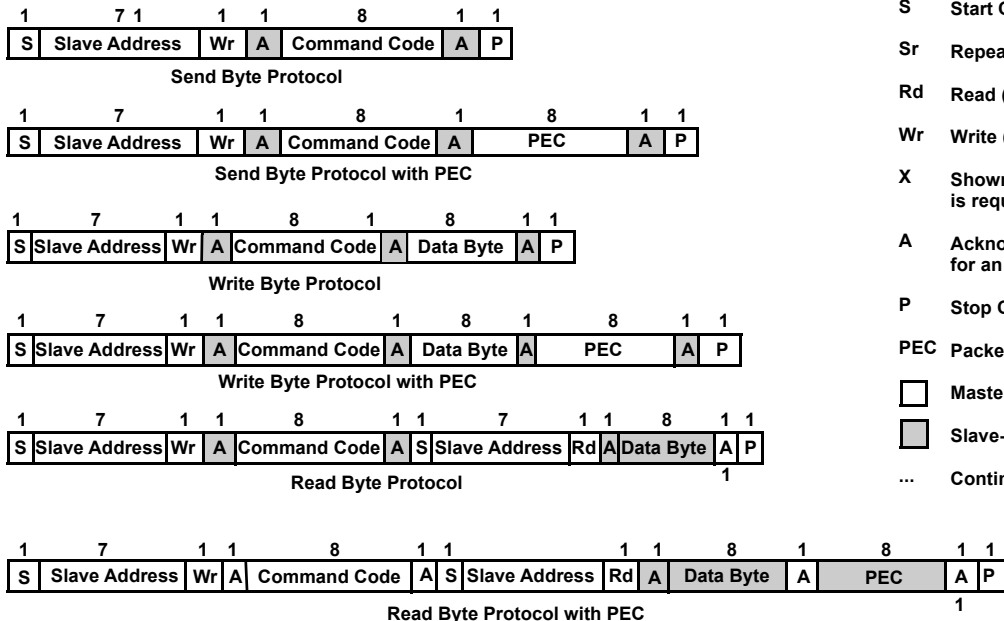 1 7 1 1 8 1 1
S Slave Address Wr A Command Code A P
Send Byte Protocol
1 7 1 1 8 1 8 1 1
S Slave Address Wr A Command Code A PEC A P
Send Byte Protocol with PEC
1 7 1 1 8 1 8 1 1
S Slave Address Wr A Command Code A Data Byte A P
Write Byte Protocol
1 7 1 1 8 1 8 1 8 1 1
S Slave Address Wr A Command Code A Data Byte A PEC A P
Write Byte Protocol with PEC
1 7 1 1 8 1 1 7 1 1 8 1 1
S Slave Address Wr A Command Code A S Slave Address Rd A Data Byte A P
1
Read Byte Protocol
1 7 1 1 8 1 1 1 1 8 1 8 1 1
S Slave Address Wr A Command Code A S Slave Address Rd A Data Byte A PEC A P
1
Read Byte Protocol with PEC
S Start
Sr
Rd Read (
Wr Write (
X
is
A
for an
P Stop
PEC
...